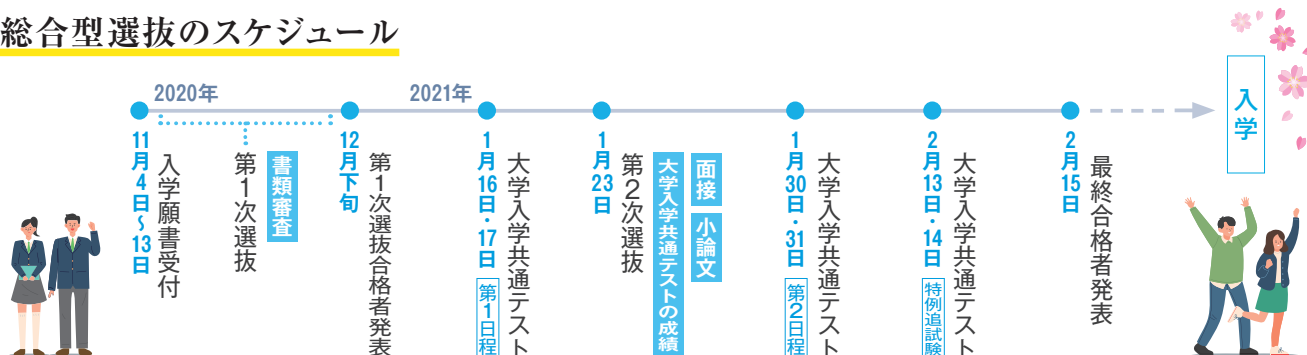 総合型選抜のスケジュール
2020年
2021年
11月4日~13日
入学願書受付
第1次選抜
書類審査
12月下旬
第1次選抜合格者発表
1月16日・17日
第1日程
大学入学共通テスト
1月23日
第2次選抜
大学入学共通テストの成績
面接
小論文
1月30日・31日
第2日程
大学入学共通テスト
2月13日・14日
特例追試験
大学入学共通テスト
2月15日
最終合格者発表
入学